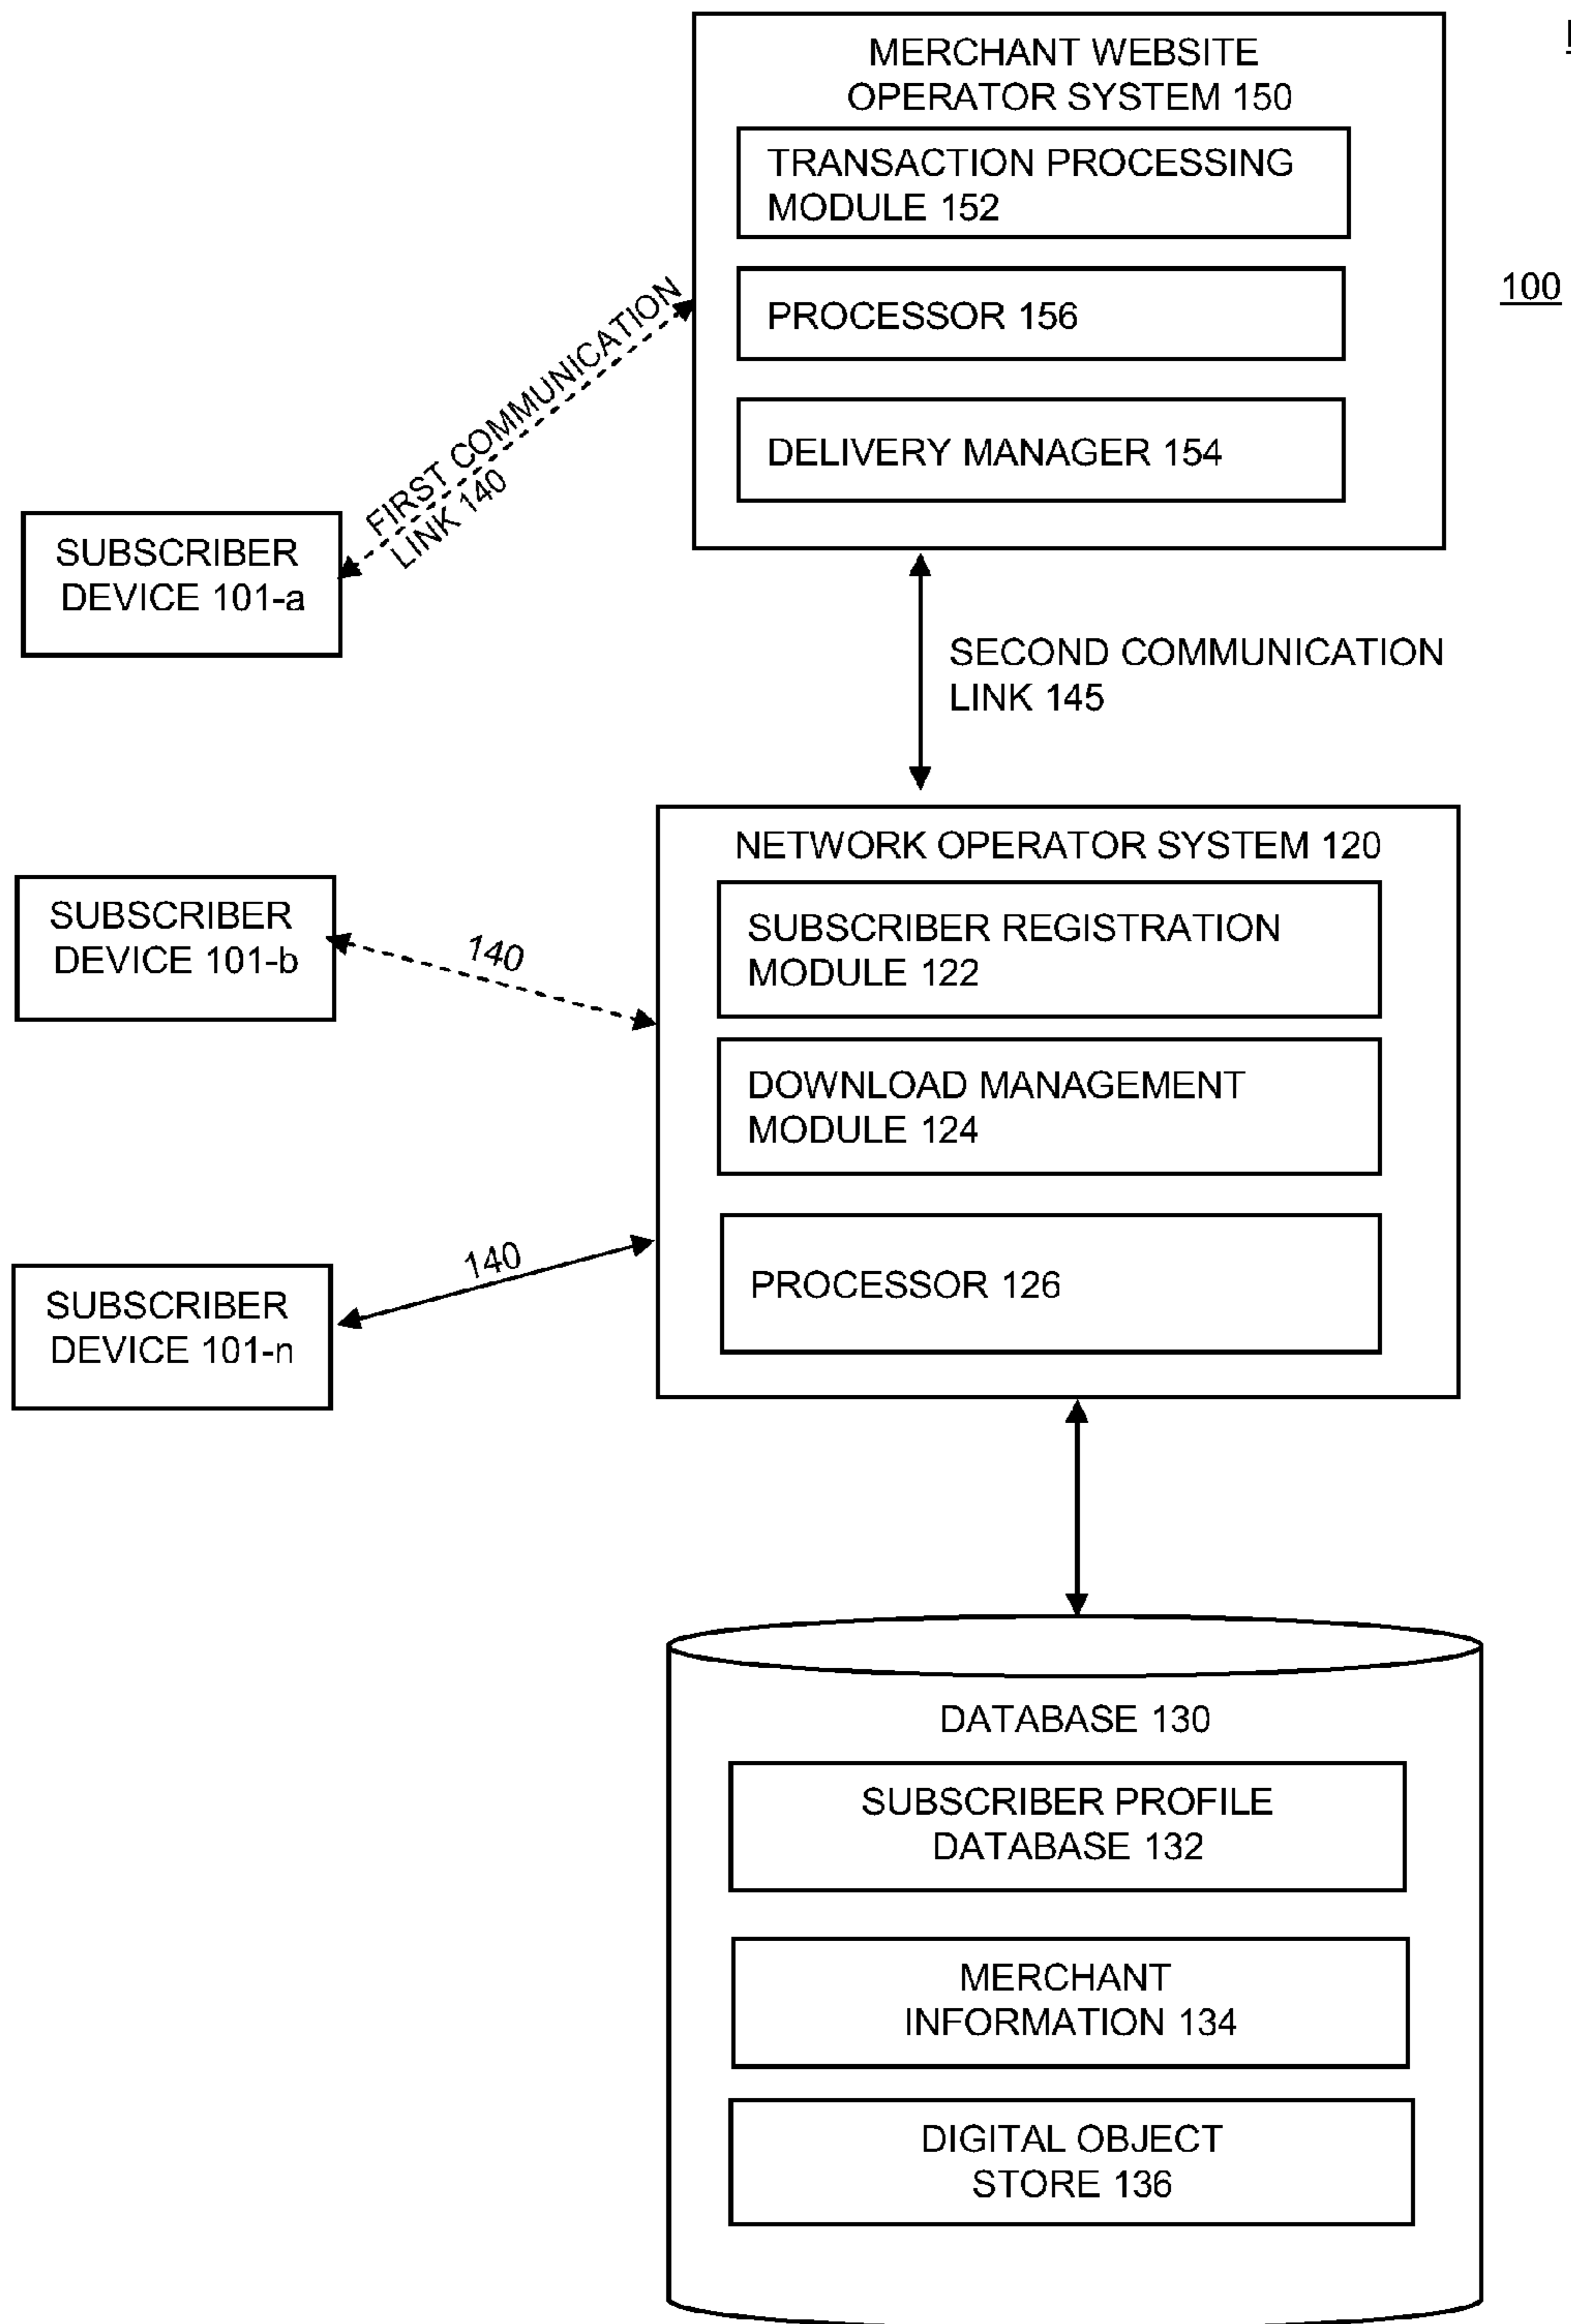 MERCHANT WEBSITE
OPERATOR SYSTEM 150
TRANSACTION PROCESSING
MODULE 152
100
PROCESSOR 156
DELIVERY MANAGER 154
FIRST COMMUNICATION
LINK 140
SUBSCRIBER
DEVICE 101-a
SECOND COMMUNICATION
LINK 145
NETWORK OPERATOR SYSTEM 120
SUBSCRIBER
DEVICE 101-b
140
SUBSCRIBER REGISTRATION
MODULE 122
DOWNLOAD MANAGEMENT
MODULE 124
140
SUBSCRIBER
DEVICE 101-n
PROCESSOR 126
DATABASE 130
SUBSCRIBER PROFILE
DATABASE 132
MERCHANT
INFORMATION 134
DIGITAL OBJECT
STORE 136